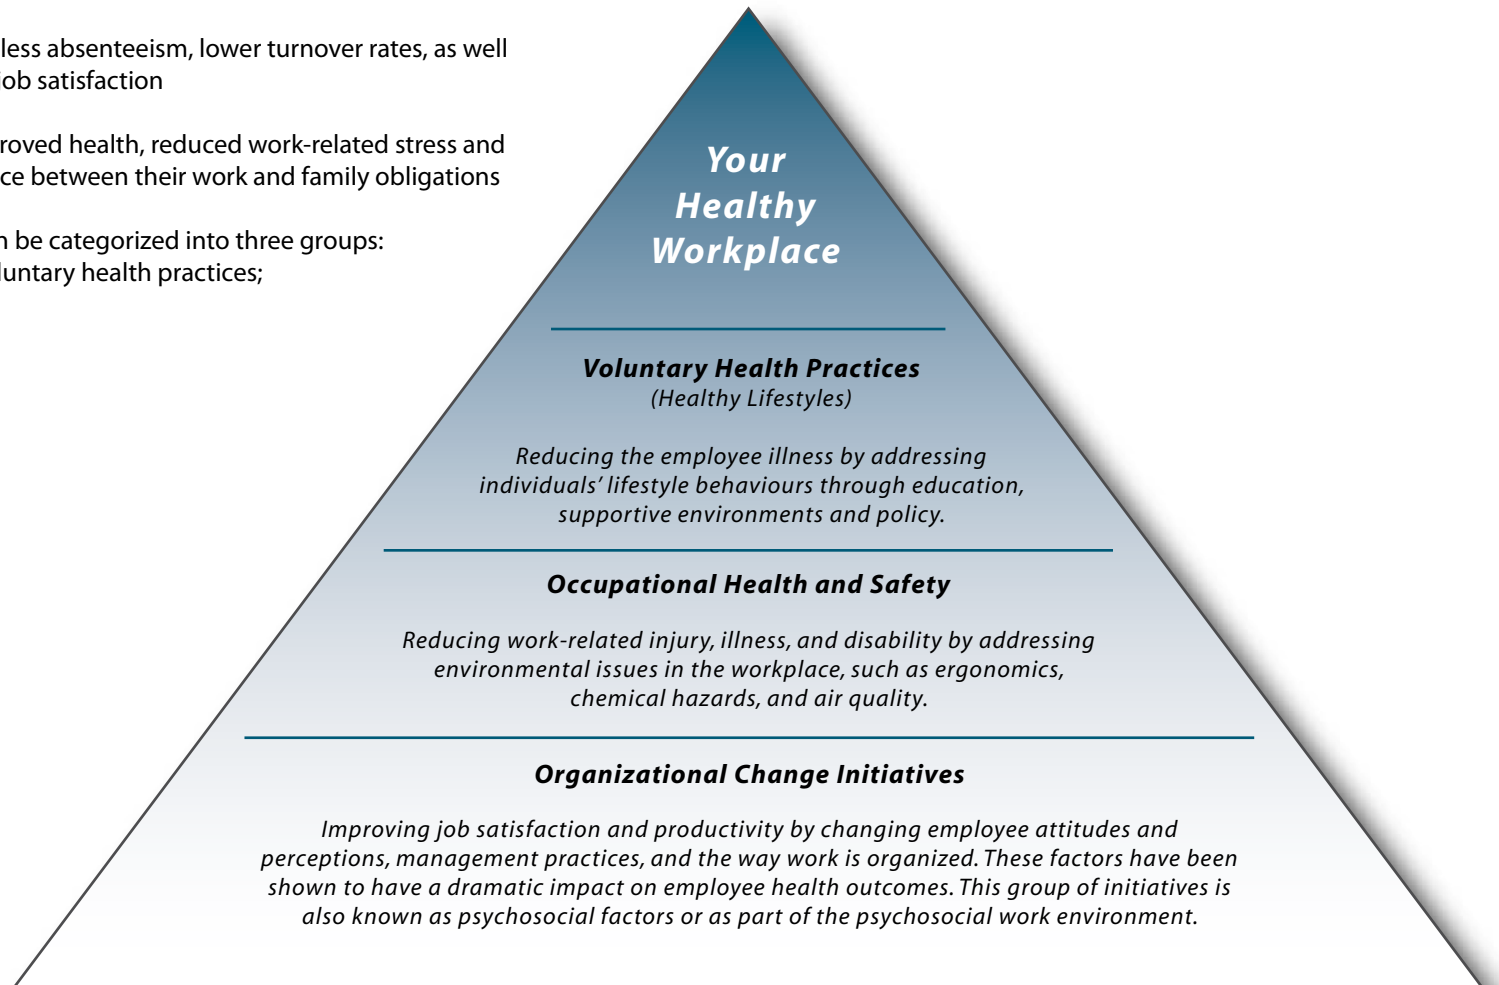 less absenteeism, lower turnover rates, as well
job satisfaction
roved health, reduced work-related stress and
ce between their work and family obligations
n be categorized into three groups:
luntary health practices;
Your
Healthy
Workplace
Voluntary Health Practices
(Healthy Lifestyles)
Reducing the employee illness by addressing
individuals’ lifestyle behaviours through education,
supportive environments and policy.
Occupational Health and Safety
Reducing work-related injury, illness, and disability by addressing
environmental issues in the workplace, such as ergonomics,
chemical hazards, and air quality.
Organizational Change Initiatives
Improving job satisfaction and productivity by changing employee attitudes and
perceptions, management practices, and the way work is organized. These factors have been
shown to have a dramatic impact on employee health outcomes. This group of initiatives is
also known as psychosocial factors or as part of the psychosocial work environment.